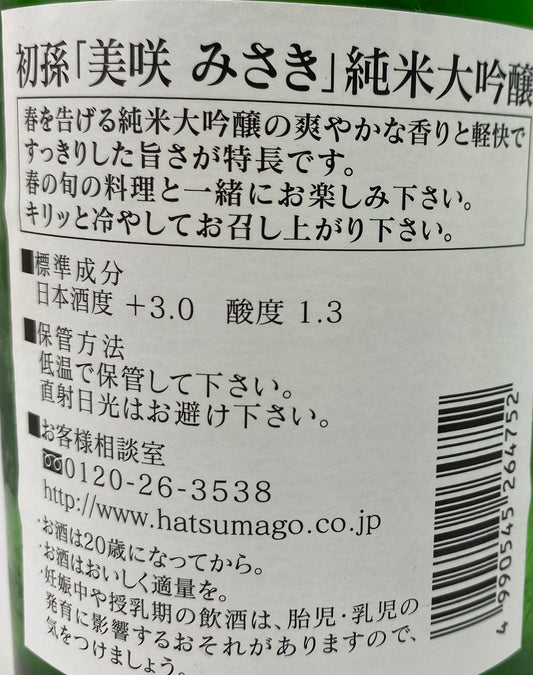 初孫「美咲 みさき」純米大吟醸
春を告げる純米大吟醸の爽やかな香りと軽快で
すっきりした旨さが特長です。
春の旬の料理と一緒にお楽しみ下さい。
キリッと冷やしてお召し上がり下さい。
■標準成分
日本酒度 +3.0 酸度 1.3
■保管方法
低温で保管して下さい。
直射日光はお避け下さい。
■お客様相談室
0120-26-3538
http://www.hatsumago.co.jp
・お酒は20歳になってから。
・お酒はおいしく適量を。
・妊娠中や授乳期の飲酒は、胎児・乳児の
発育に影響するおそれがありますので、
気をつけましょう。
4 990545 264752